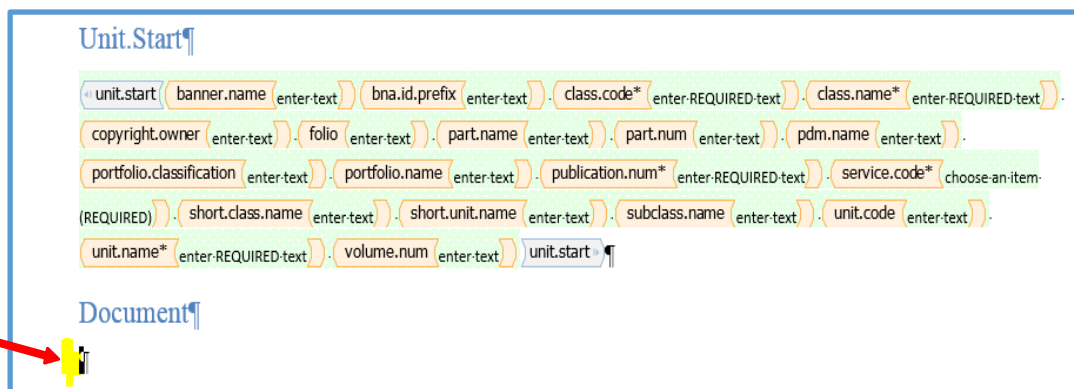 Unit.Start¶
unit.start banner.name enter·text · bna.id.prefix enter·text · class.code* enter·REQUIRED·text · class.name* enter·REQUIRED·text ·
copyright.owner enter·text · folio enter·text · part.name enter·text · part.num enter·text · pdm.name enter·text ·
portfolio.classification enter·text · portfolio.name enter·text · publication.num* enter·REQUIRED·text · service.code* choose·an·item·
(REQUIRED) · short.class.name enter·text · short.unit.name enter·text · subclass.name enter·text · unit.code enter·text ·
unit.name* enter·REQUIRED·text · volume.num enter·text unit.start ¶
Document¶
¶